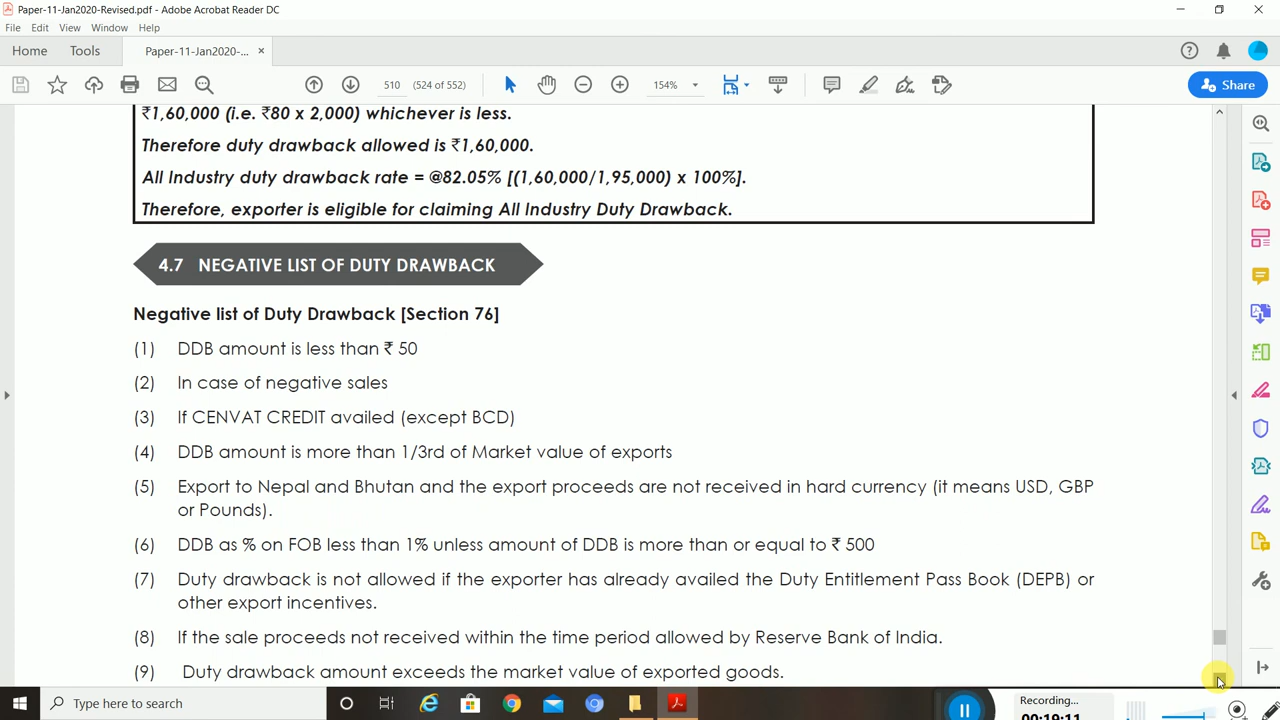 Paper-11-Jan2020-Revised.pdf - Adobe Acrobat Reader DC
File Edit View Window Help
Home Tools Paper-11-Jan2020-... ×
510 (524 of 552) 154% Share
₹1,60,000 (i.e. ₹80 x 2,000) whichever is less.
Therefore duty drawback allowed is ₹1,60,000.
All Industry duty drawback rate = @82.05% [(1,60,000/1,95,000) x 100%].
Therefore, exporter is eligible for claiming All Industry Duty Drawback.
4.7 NEGATIVE LIST OF DUTY DRAWBACK
Negative list of Duty Drawback [Section 76]
(1) DDB amount is less than ₹ 50
(2) In case of negative sales
(3) If CENVAT CREDIT availed (except BCD)
(4) DDB amount is more than 1/3rd of Market value of exports
(5) Export to Nepal and Bhutan and the export proceeds are not received in hard currency (it means USD, GBP
or Pounds).
(6) DDB as % on FOB less than 1% unless amount of DDB is more than or equal to ₹ 500
(7) Duty drawback is not allowed if the exporter has already availed the Duty Entitlement Pass Book (DEPB) or
other export incentives.
(8) If the sale proceeds not received within the time period allowed by Reserve Bank of India.
(9) Duty drawback amount exceeds the market value of exported goods.
Type here to search
Recording...
00:19:11